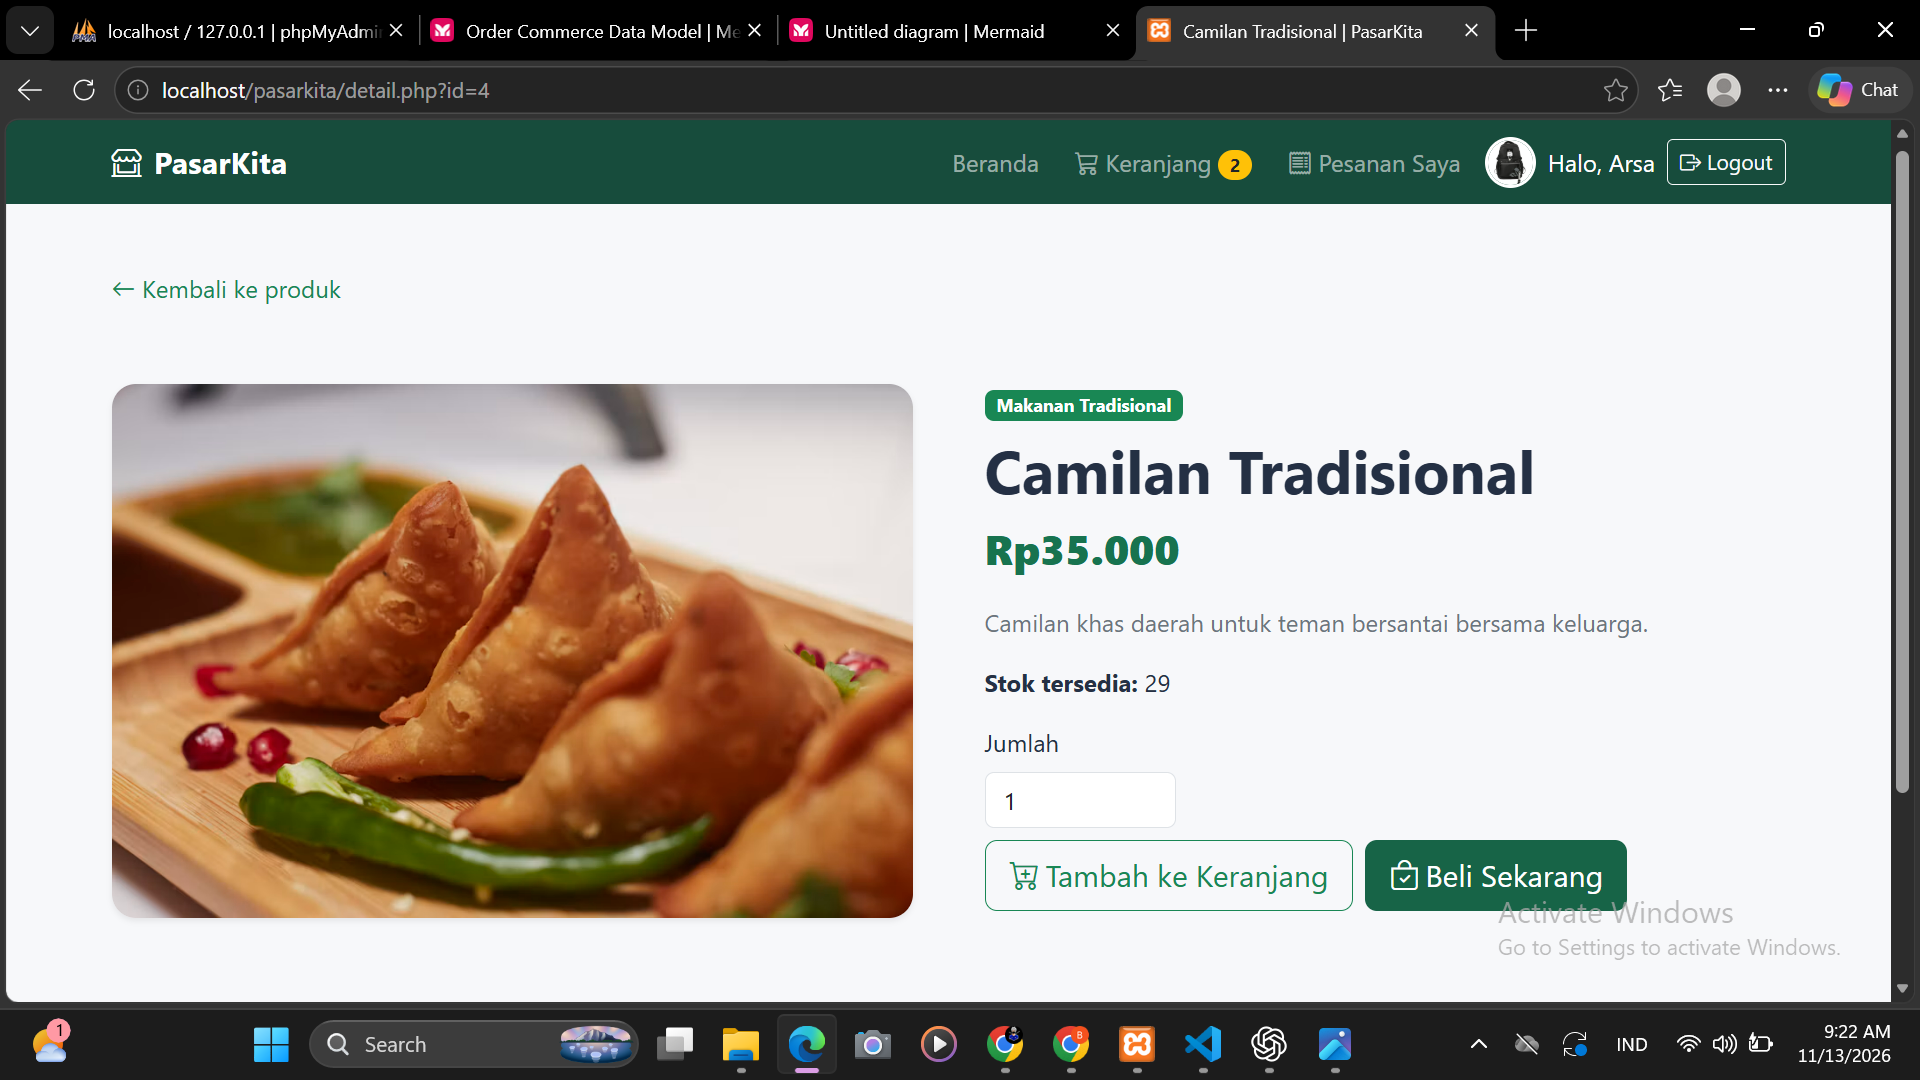 localhost / 127.0.0.1 | phpMyAdmi
Order Commerce Data Model | Me
Untitled diagram | Mermaid
Camilan Tradisional | PasarKita
localhost/pasarkita/detail.php?id=4
Chat
PasarKita
Beranda
Keranjang 2
Pesanan Saya
Halo, Arsa
Logout
← Kembali ke produk
Makanan Tradisional
Camilan Tradisional
Rp35.000
Camilan khas daerah untuk teman bersantai bersama keluarga.
Stok tersedia: 29
Jumlah
1
Tambah ke Keranjang
Beli Sekarang
Activate Windows
Go to Settings to activate Windows.
1
Search
B
IND
9:22 AM
11/13/2026